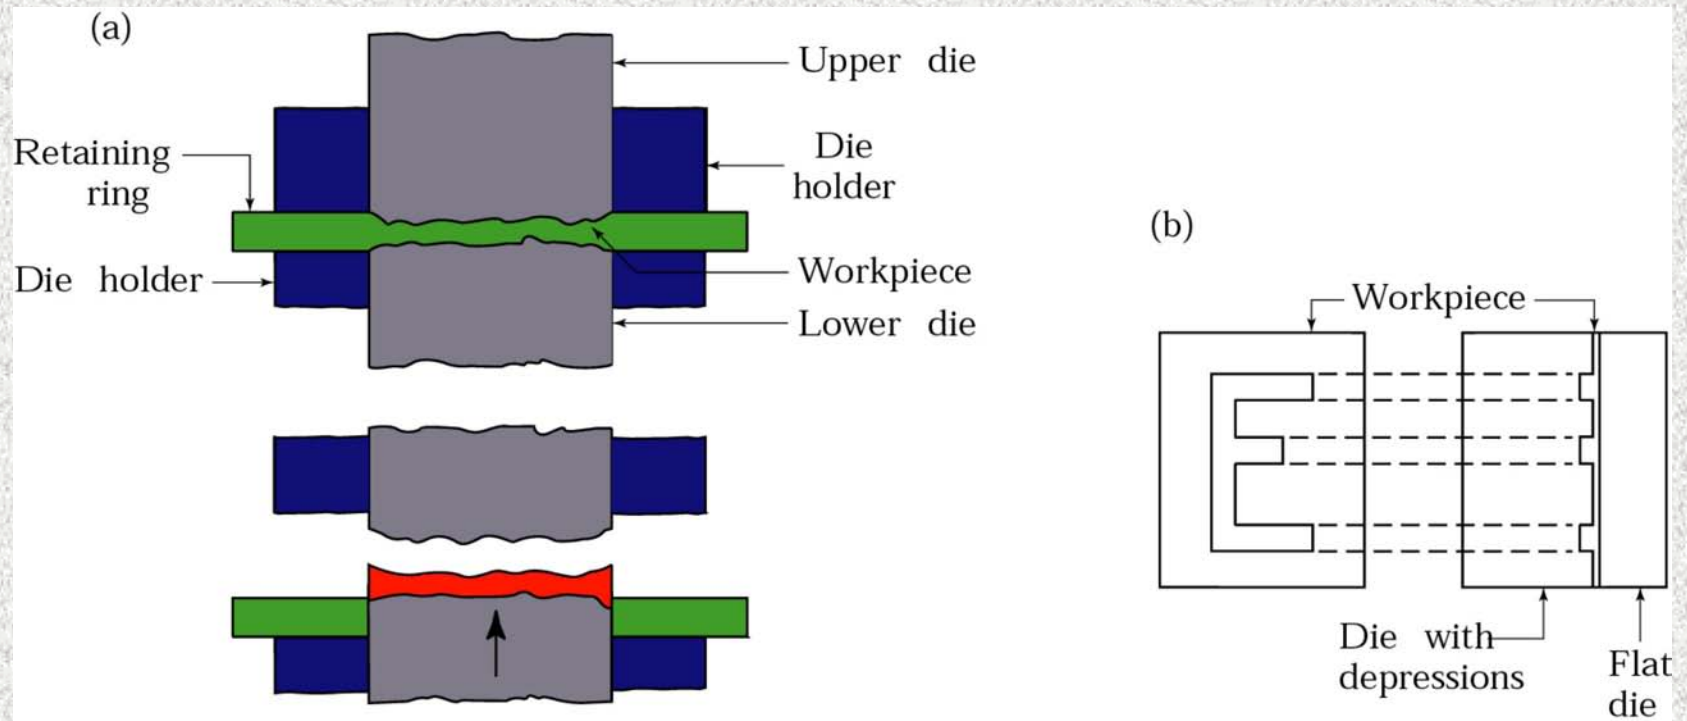 (a)
Upper die
Retaining
ring
Die
holder
Die holder
Workpiece
Lower die
(b)
Workpiece
Die with
depressions
Flat
die